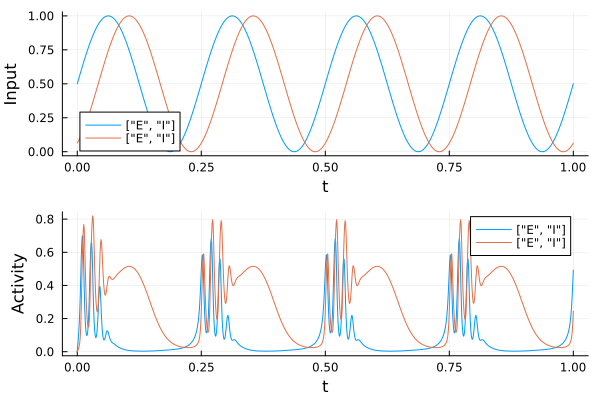 1.00
0.75
0.50
0.25
0.00
Input
["E", "I"]
["E", "I"]
0.00 0.25 0.50 0.75 1.00
t
0.8
0.6
0.4
0.2
0.0
Activity
["E", "I"]
["E", "I"]
0.00 0.25 0.50 0.75 1.00
t